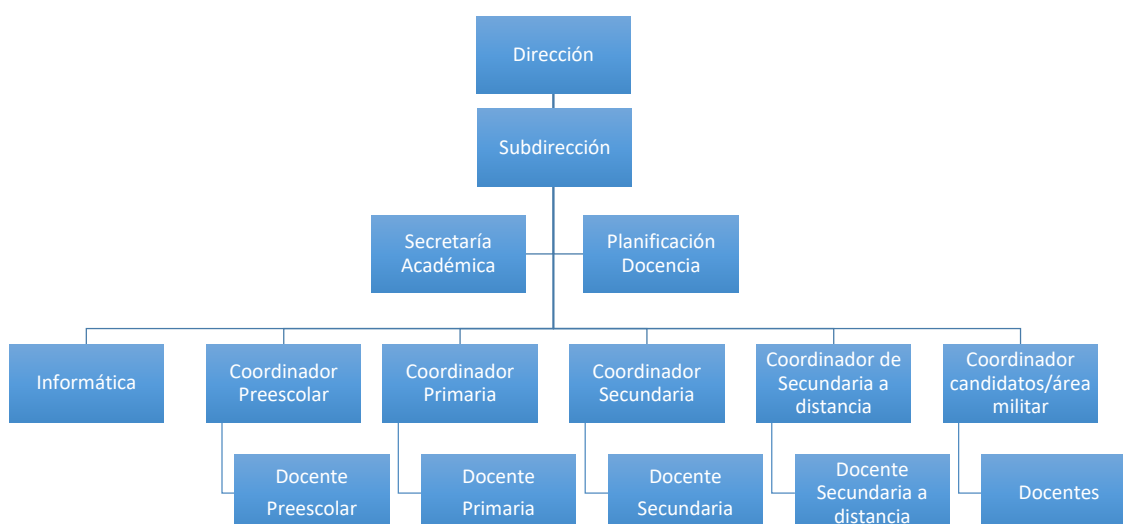 Dirección
Subdirección
Secretaría
Académica
Planificación
Docencia
Informática
Coordinador
Preescolar
Coordinador
Primaria
Coordinador
Secundaria
Coordinador de
Secundaria a
distancia
Coordinador
candidatos/área
militar
Docente
Preescolar
Docente
Primaria
Docente
Secundaria
Docente
Secundaria a
distancia
Docentes